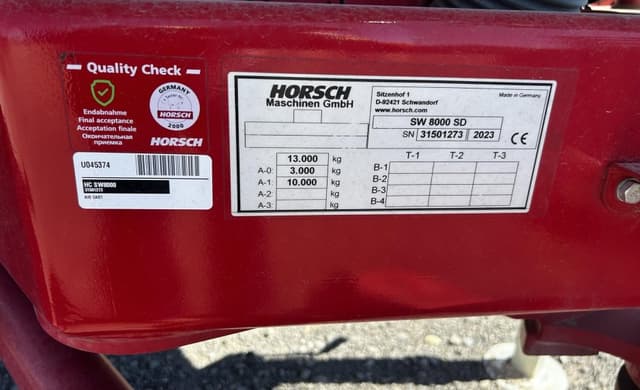 Quality Check
Endabnahme
Final acceptance
Acceptation finale
Окончательная
приемка
GERMANY
HORSCH
2000
HORSCH
U045374
HC SW8000
31501273
AIR CART
HORSCH
Maschinen GmbH
Sitzenhof 1
D-92421 Schwandorf
www.horsch.com
Made in Germany
SW 8000 SD
SN 31501273 2023 CE
13.000 kg
A-0: 3.000 kg
A-1: 10.000 kg
A-2: kg
A-3: kg
T-1 T-2 T-3
B-1
B-2
B-3
B-4